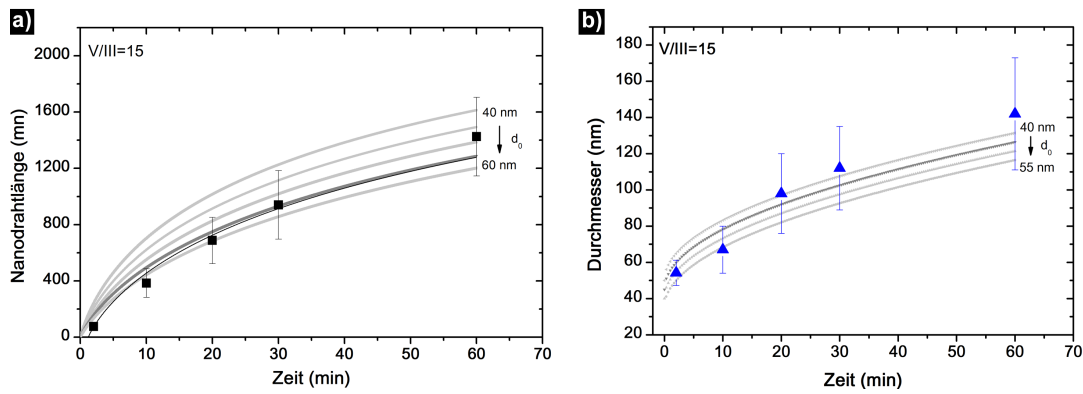 a)
V/III=15
2200
2000
1600
1200
800
400
0
40 nm
d0
60 nm
0 10 20 30 40 50 60 70
Nanodrahtlänge (mn)
Zeit (min)
b)
V/III=15
180
160
140
120
100
80
60
40
20
40 nm
d0
55 nm
0 10 20 30 40 50 60 70
Durchmesser (nm)
Zeit (min)